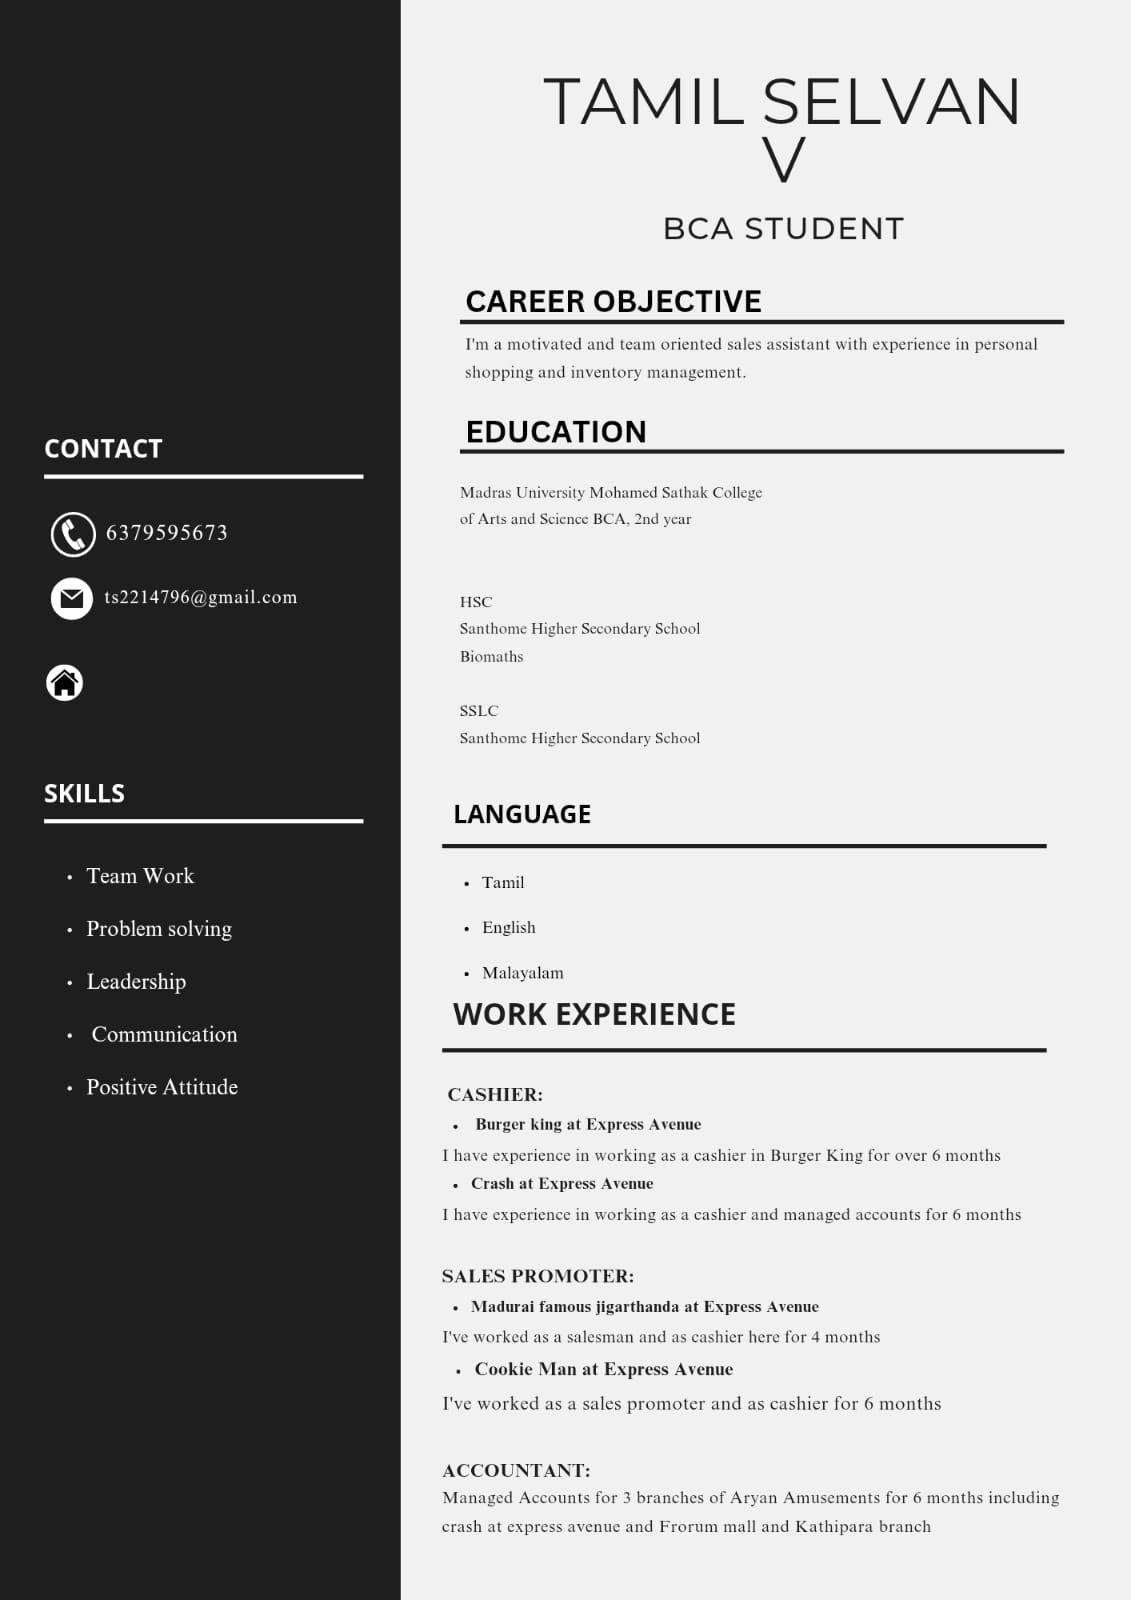 TAMIL SELVAN
V
BCA STUDENT
CONTACT
6379595673
ts2214796@gmail.com
SKILLS
• Team Work
• Problem solving
• Leadership
• Communication
• Positive Attitude
CAREER OBJECTIVE
I'm a motivated and team oriented sales assistant with experience in personal
shopping and inventory management.
EDUCATION
Madras University Mohamed Sathak College
of Arts and Science BCA, 2nd year
HSC
Santhome Higher Secondary School
Biomaths
SSLC
Santhome Higher Secondary School
LANGUAGE
• Tamil
• English
• Malayalam
WORK EXPERIENCE
CASHIER:
• Burger king at Express Avenue
I have experience in working as a cashier in Burger King for over 6 months
• Crash at Express Avenue
I have experience in working as a cashier and managed accounts for 6 months
SALES PROMOTER:
• Madurai famous jigarthanda at Express Avenue
I've worked as a salesman and as cashier here for 4 months
• Cookie Man at Express Avenue
I've worked as a sales promoter and as cashier for 6 months
ACCOUNTANT:
Managed Accounts for 3 branches of Aryan Amusements for 6 months including
crash at express avenue and Frorum mall and Kathipara branch